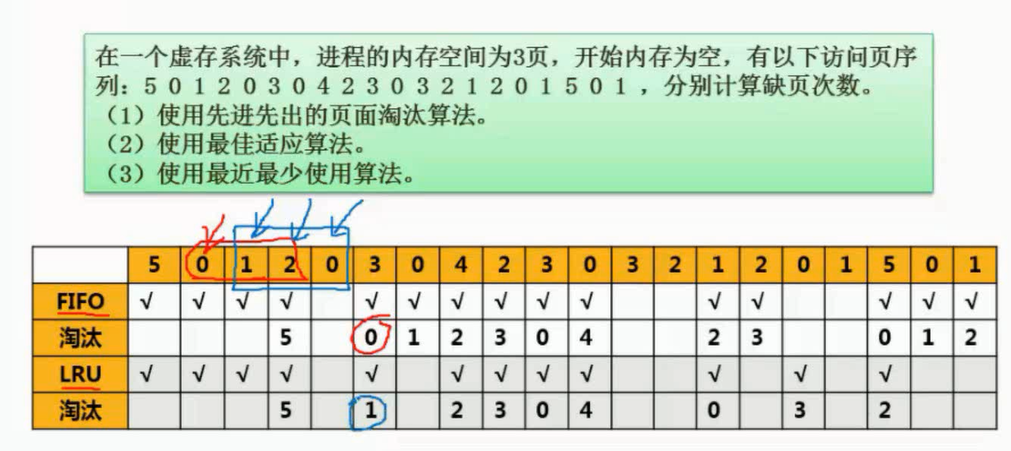 在一个虚存系统中，进程的内存空间为3页，开始内存为空，有以下访问页序
列：5 0 1 2 0 3 0 4 2 3 0 3 2 1 2 0 1 5 0 1 ，分别计算缺页次数。
（1）使用先进先出的页面淘汰算法。
（2）使用最佳适应算法。
（3）使用最近最少使用算法。
5 0 1 2 0 3 0 4 2 3 0 3 2 1 2 0 1 5 0 1
FIFO √ √ √ √ √ √ √ √ √ √ √ √ √ √ √
淘汰 5 0 1 2 3 0 4 2 3 0 1 2
LRU √ √ √ √ √ √ √ √ √ √ √ √
淘汰 5 1 2 3 0 4 0 3 2